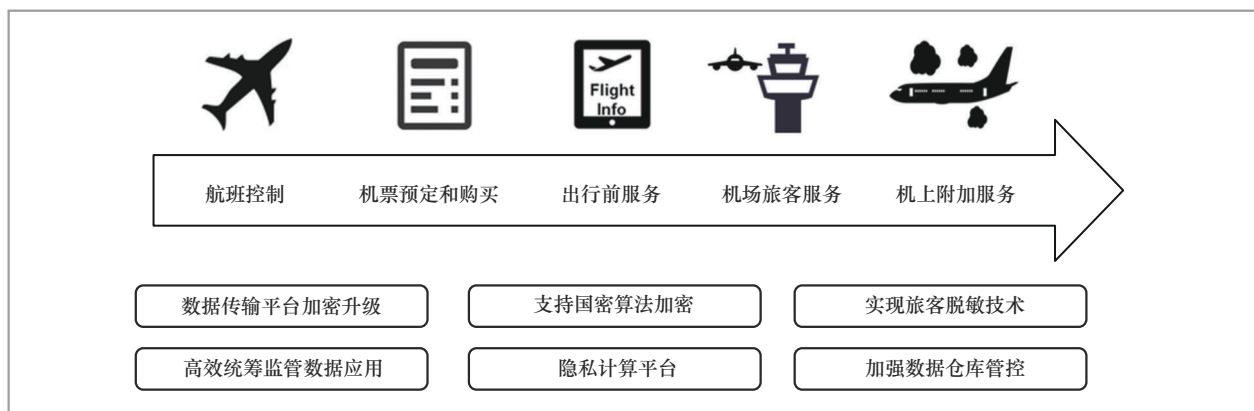 Flight
Info
航班控制
机票预定和购买
出行前服务
机场旅客服务
机上附加服务
数据传输平台加密升级
支持国密算法加密
实现旅客脱敏技术
高效统筹监管数据应用
隐私计算平台
加强数据仓库管控